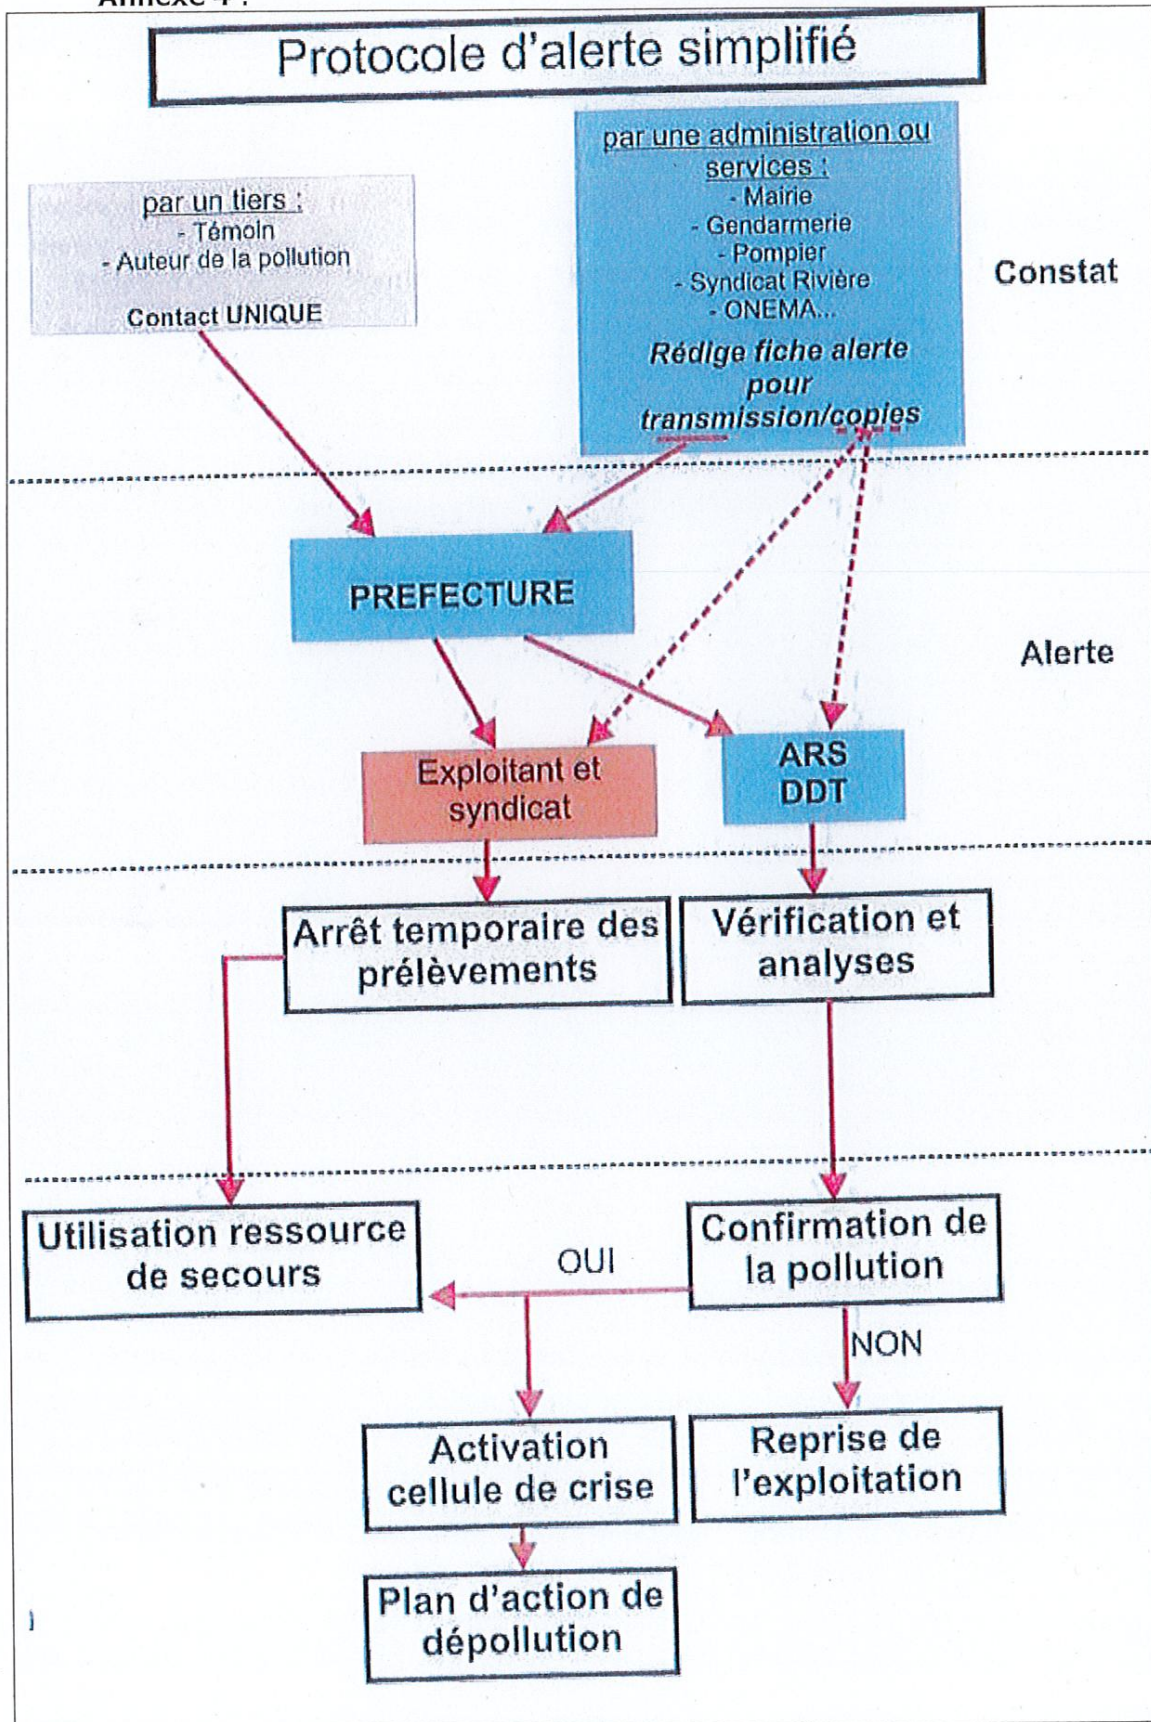 Annexe 4 :
Protocole d'alerte simplifié
par un tiers :
- Témoin
- Auteur de la pollution
Contact UNIQUE
par une administration ou
services :
- Mairie
- Gendarmerie
- Pompier
- Syndicat Rivière
- ONEMA...
Rédige fiche alerte
pour
transmission/copies
Constat
PREFECTURE
Alerte
Exploitant et
syndicat
ARS
DDT
Arrêt temporaire des
prélèvements
Vérification et
analyses
Utilisation ressource
de secours
OUI
Confirmation de
la pollution
NON
Activation
cellule de crise
Reprise de
l'exploitation
Plan d'action de
dépollution